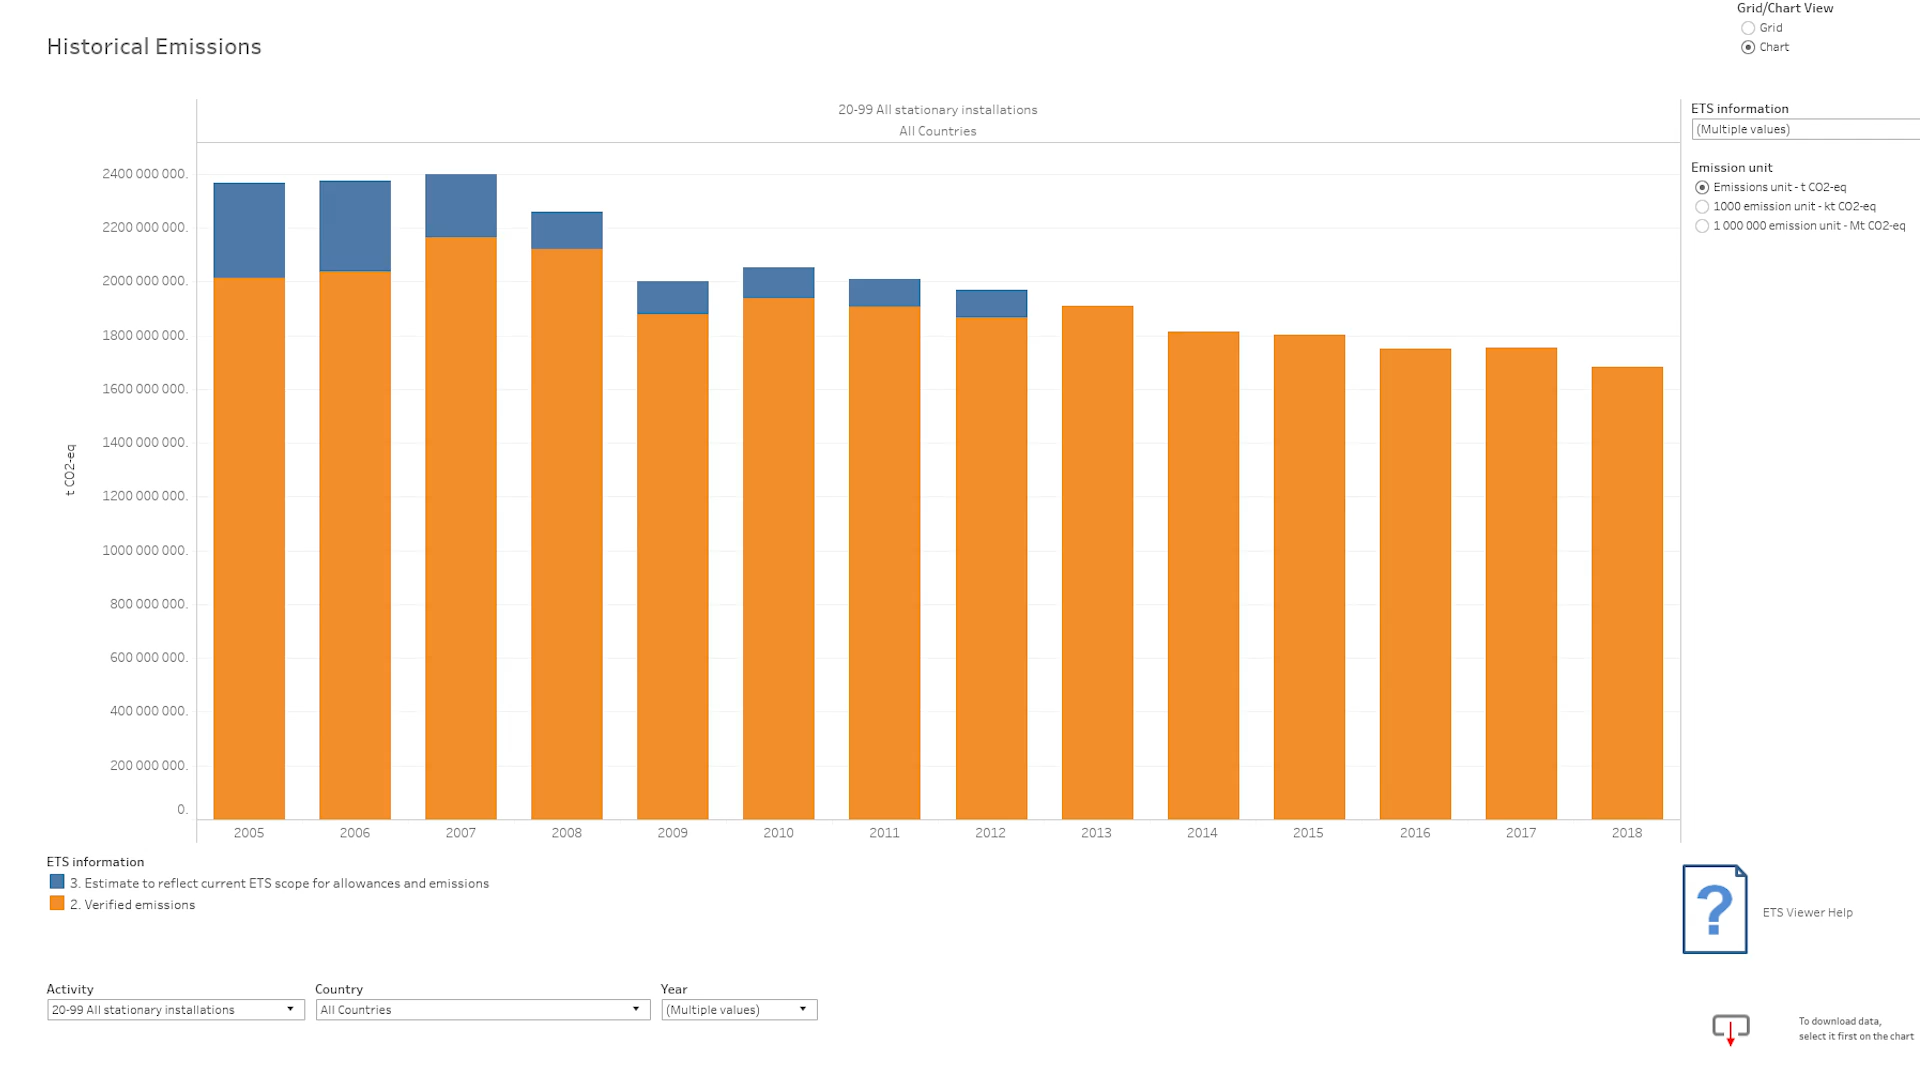 Grid/Chart View
Grid
Chart
Historical Emissions
20-99 All stationary installations
All Countries
ETS information
(Multiple values)
Emission unit
Emissions unit - t CO2-eq
1000 emission unit - kt CO2-eq
1 000 000 emission unit - Mt CO2-eq
2400 000 000.
2200 000 000.
2000 000 000.
1800 000 000.
1600 000 000.
1400 000 000.
1200 000 000.
1000 000 000.
800 000 000.
600 000 000.
400 000 000.
200 000 000.
0.
t CO2-eq
2005 2006 2007 2008 2009 2010 2011 2012 2013 2014 2015 2016 2017 2018
ETS information
3. Estimate to reflect current ETS scope for allowances and emissions
2. Verified emissions
?
ETS Viewer Help
Activity Country Year
20-99 All stationary installations All Countries (Multiple values)
To download data,
select it first on the chart